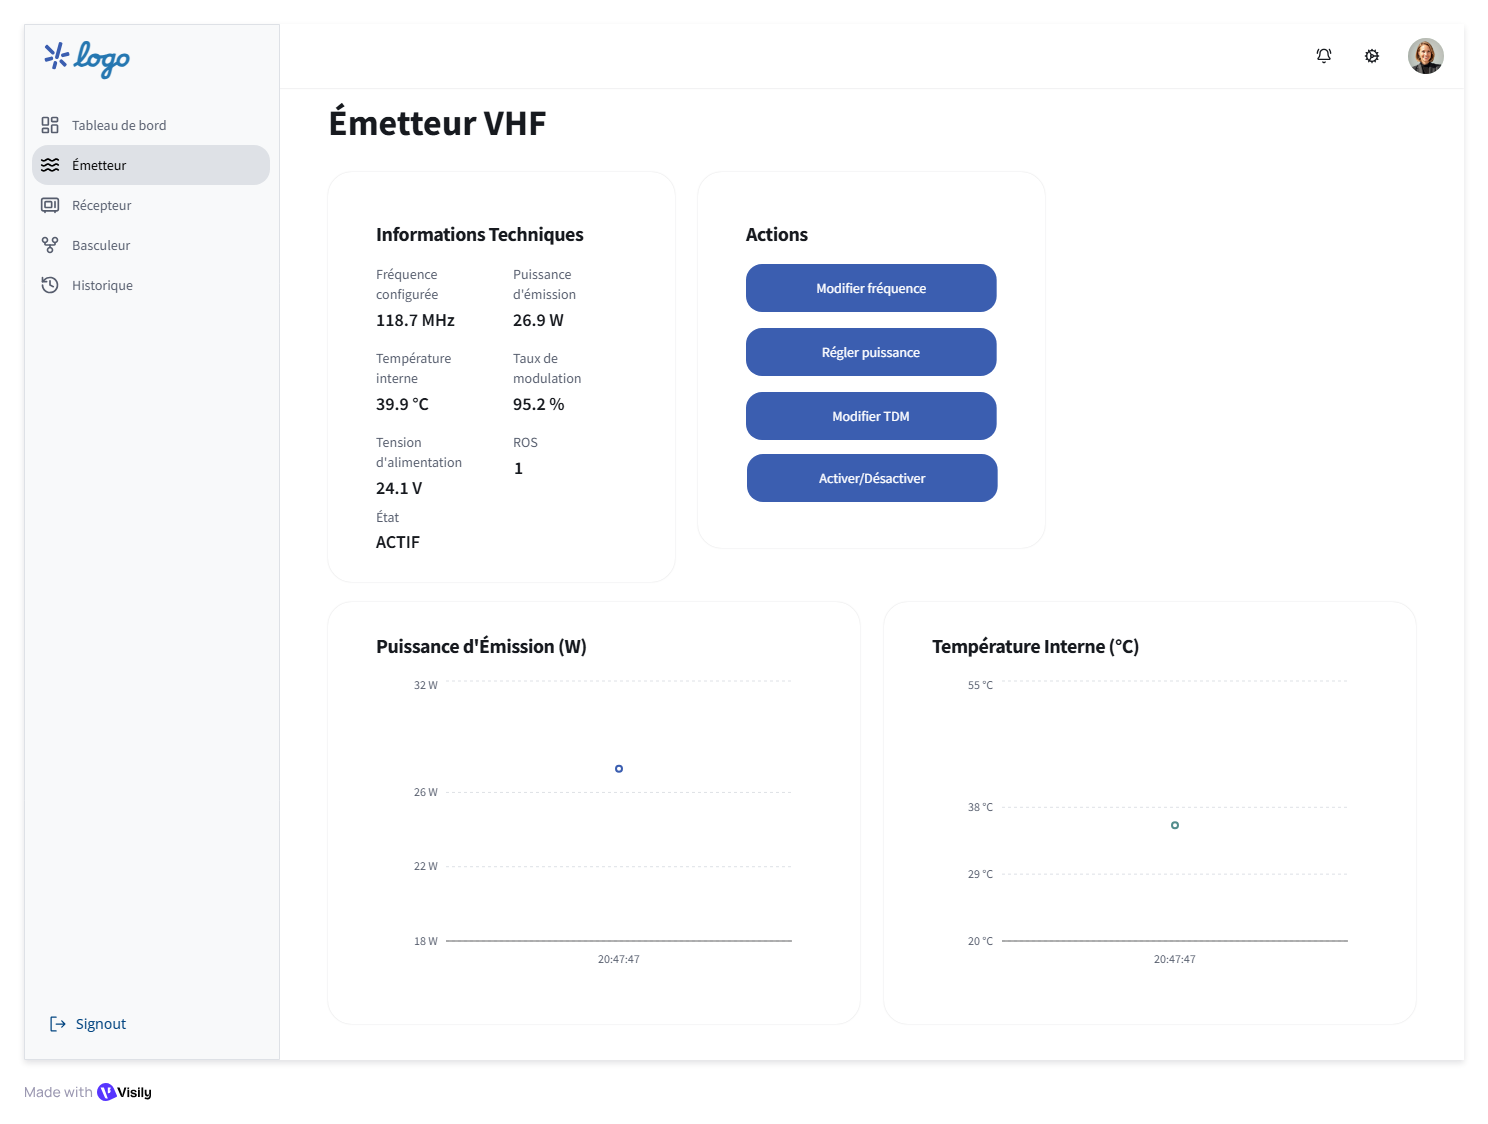 logo
Tableau de bord
Émetteur
Récepteur
Basculeur
Historique
Signout
Émetteur VHF
Informations Techniques
Fréquence
configurée
118.7 MHz
Puissance
d'émission
26.9 W
Température
interne
39.9 °C
Taux de
modulation
95.2 %
Tension
d'alimentation
24.1 V
ROS
1
État
ACTIF
Actions
Modifier fréquence
Régler puissance
Modifier TDM
Activer/Désactiver
Puissance d'Émission (W)
32 W
26 W
22 W
18 W
20:47:47
Température Interne (°C)
55 °C
38 °C
29 °C
20 °C
20:47:47
Made with Visily